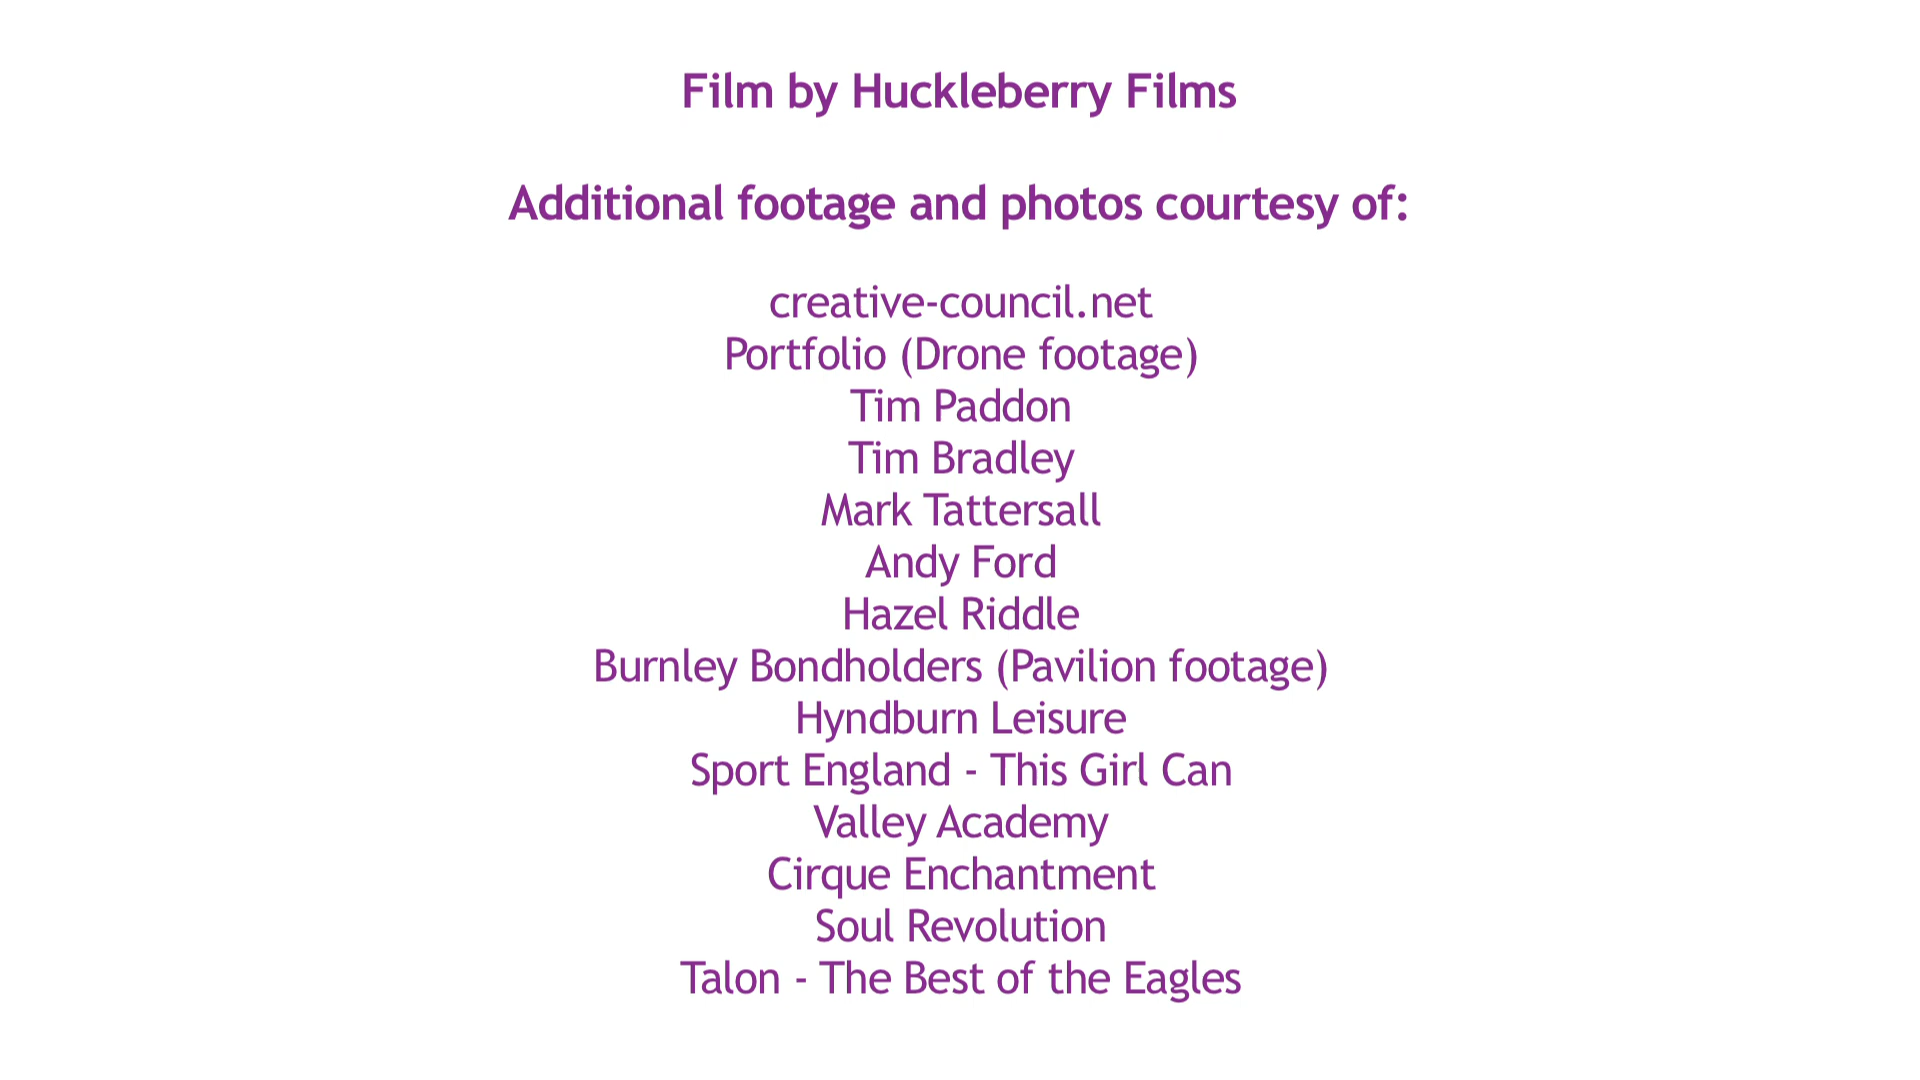 Film by Huckleberry Films
Additional footage and photos courtesy of:
creative-council.net
Portfolio (Drone footage)
Tim Paddon
Tim Bradley
Mark Tattersall
Andy Ford
Hazel Riddle
Burnley Bondholders (Pavilion footage)
Hyndburn Leisure
Sport England - This Girl Can
Valley Academy
Cirque Enchantment
Soul Revolution
Talon - The Best of the Eagles